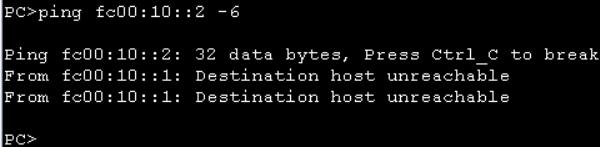 PC>ping fc00:10::2 -6
Ping fc00:10::2: 32 data bytes, Press Ctrl_C to break
From fc00:10::1: Destination host unreachable
From fc00:10::1: Destination host unreachable
PC>